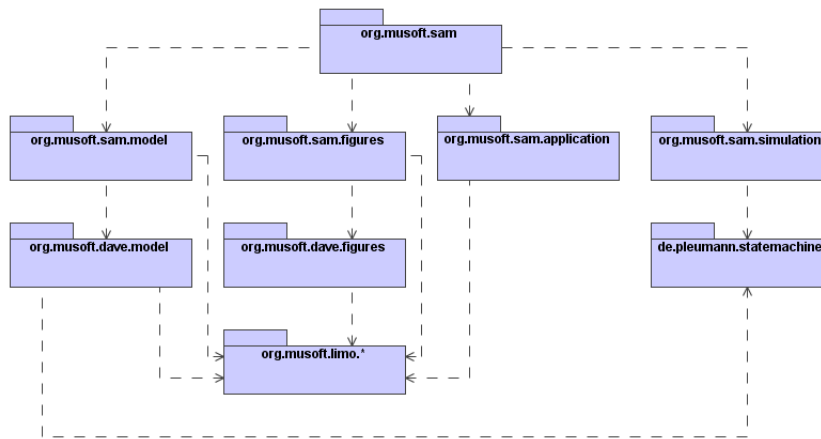 org.musoft.sam
org.musoft.sam.model
org.musoft.sam.figures
org.musoft.sam.application
org.musoft.sam.simulation
org.musoft.dave.model
org.musoft.dave.figures
de.pleumann.statemachine
org.musoft.limo.*